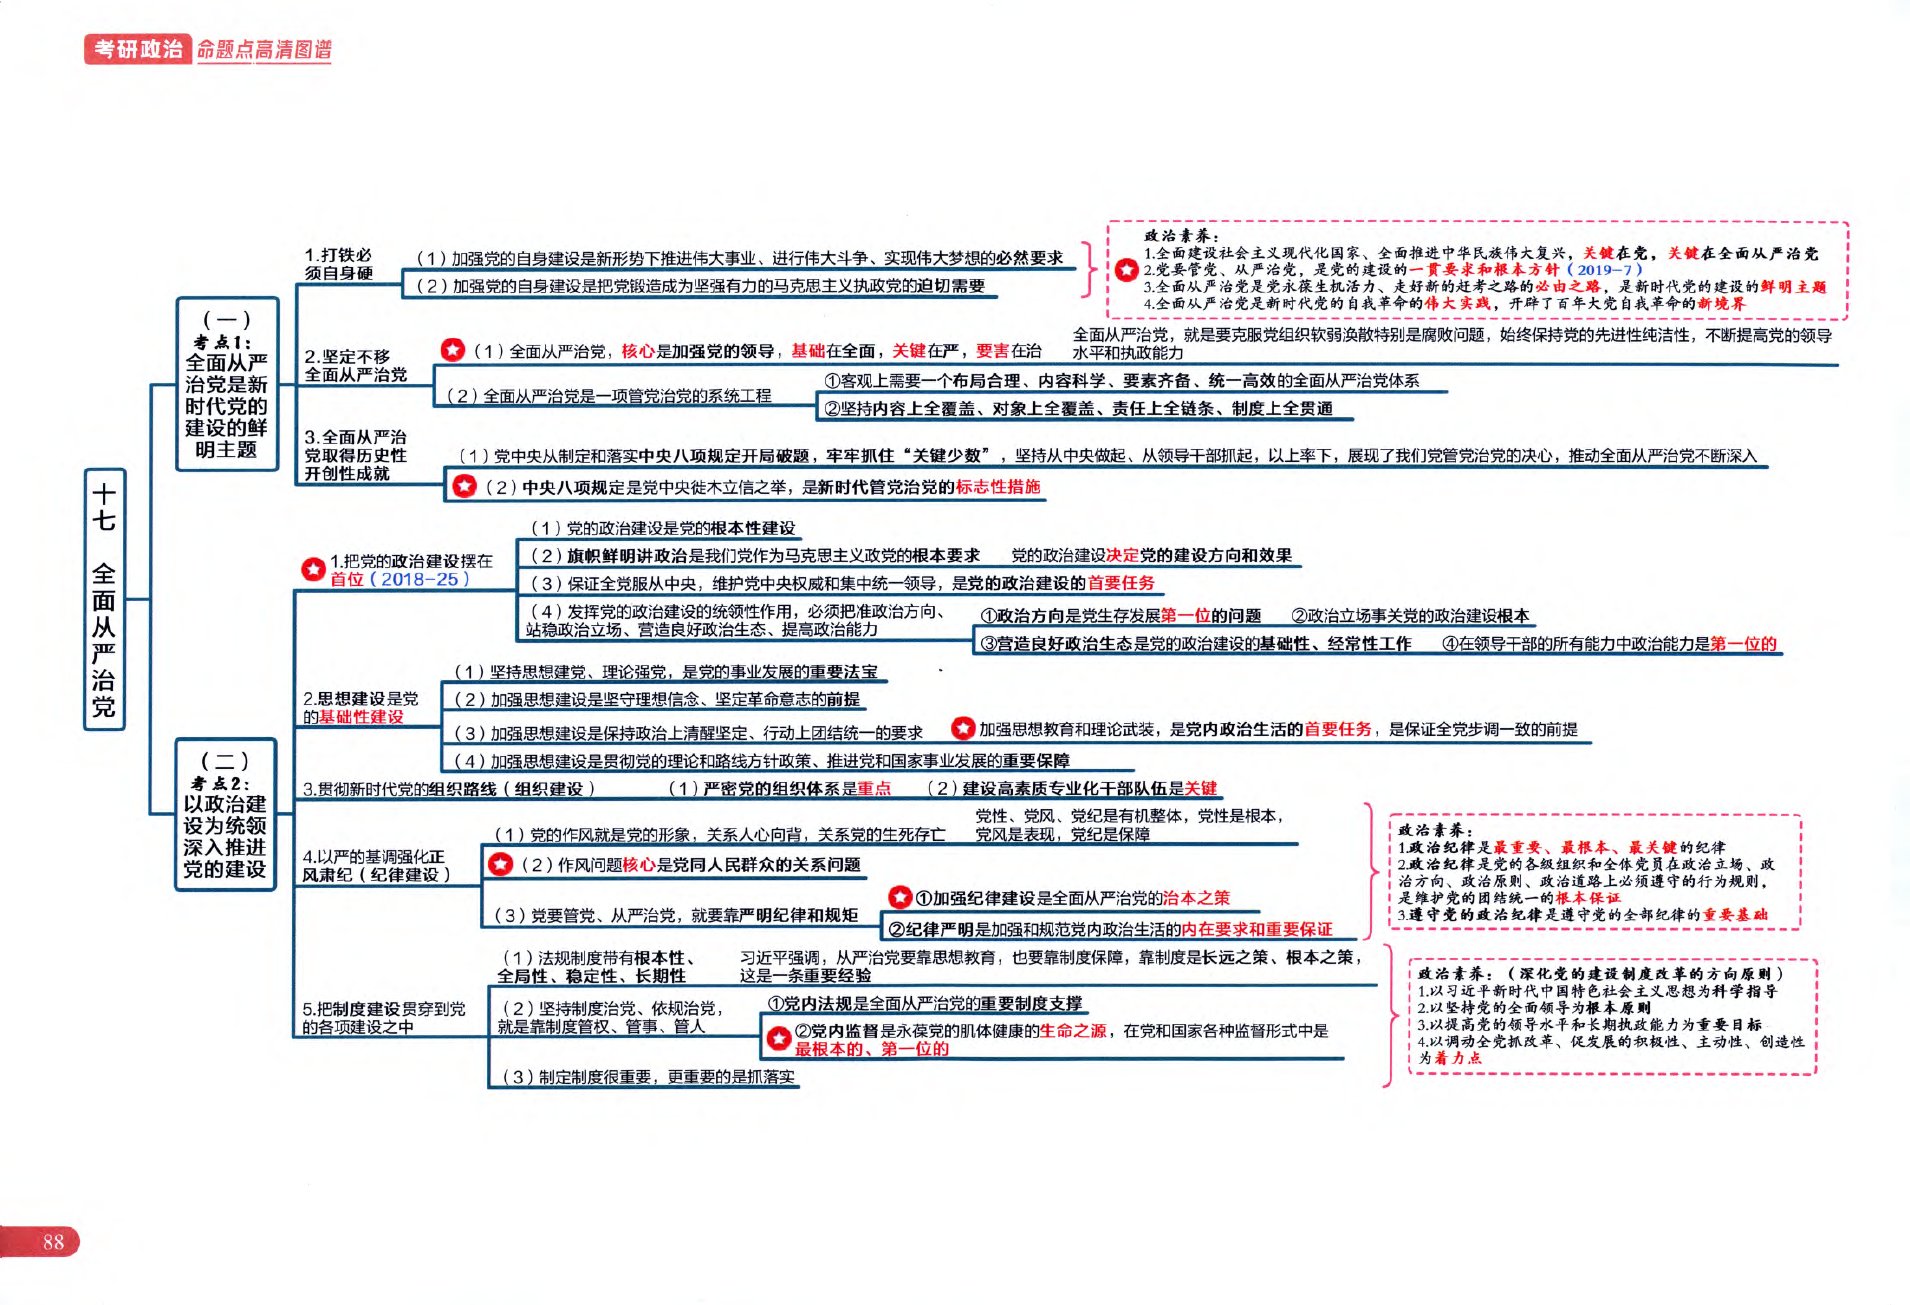 考研政治 命题点高清图谱
十七 全面从严治党
（一）
考点1：
全面从严
治党是新
时代党的
建设的鲜
明主题
1.打铁必
须自身硬
（1）加强党的自身建设是新形势下推进伟大事业、进行伟大斗争、实现伟大梦想的必然要求
（2）加强党的自身建设是把党锻造成为坚强有力的马克思主义执政党的迫切需要
政治素养：
1.全面建设社会主义现代化国家、全面推进中华民族伟大复兴，关键在党，关键在全面从严治党
2.党要管党、从严治党，是党的建设的一贯要求和根本方针（2019-7）
3.全面从严治党是党永葆生机活力、走好新的赶考之路的必由之路，是新时代党的建设的鲜明主题
4.全面从严治党是新时代党的自我革命的伟大实践，开辟了百年大党自我革命的新境界
2.坚定不移
全面从严治党
（1）全面从严治党，核心是加强党的领导，基础在全面，关键在严，要害在治
全面从严治党，就是要克服党组织软弱涣散特别是腐败问题，始终保持党的先进性纯洁性，不断提高党的领导
水平和执政能力
（2）全面从严治党是一项管党治党的系统工程
①客观上需要一个布局合理、内容科学、要素齐备、统一高效的全面从严治党体系
②坚持内容上全覆盖、对象上全覆盖、责任上全链条、制度上全贯通
3.全面从严治
党取得历史性
开创性成就
（1）党中央从制定和落实中央八项规定开局破题，牢牢抓住“关键少数”，坚持从中央做起、从领导干部抓起，以上率下，展现了我们党管党治党的决心，推动全面从严治党不断深入
（2）中央八项规定是党中央徙木立信之举，是新时代管党治党的标志性措施
（二）
考点2：
以政治建
设为统领
深入推进
党的建设
1.把党的政治建设摆在
首位（2018-25）
（1）党的政治建设是党的根本性建设
（2）旗帜鲜明讲政治是我们党作为马克思主义政党的根本要求 党的政治建设决定党的建设方向和效果
（3）保证全党服从中央，维护党中央权威和集中统一领导，是党的政治建设的首要任务
（4）发挥党的政治建设的统领性作用，必须把准政治方向、
站稳政治立场、营造良好政治生态、提高政治能力
①政治方向是党生存发展第一位的问题 ②政治立场事关党的政治建设根本
③营造良好政治生态是党的政治建设的基础性、经常性工作 ④在领导干部的所有能力中政治能力是第一位的
2.思想建设是党
的基础性建设
（1）坚持思想建党、理论强党，是党的事业发展的重要法宝
（2）加强思想建设是坚守理想信念、坚定革命意志的前提
（3）加强思想建设是保持政治上清醒坚定、行动上团结统一的要求
加强思想教育和理论武装，是党内政治生活的首要任务，是保证全党步调一致的前提
（4）加强思想建设是贯彻党的理论和路线方针政策、推进党和国家事业发展的重要保障
3.贯彻新时代党的组织路线（组织建设） （1）严密党的组织体系是重点 （2）建设高素质专业化干部队伍是关键
4.以严的基调强化正
风肃纪（纪律建设）
（1）党的作风就是党的形象，关系人心向背，关系党的生死存亡
党性、党风、党纪是有机整体，党性是根本，
党风是表现，党纪是保障
（2）作风问题核心是党同人民群众的关系问题
（3）党要管党、从严治党，就要靠严明纪律和规矩
①加强纪律建设是全面从严治党的治本之策
②纪律严明是加强和规范党内政治生活的内在要求和重要保证
政治素养：
1.政治纪律是最重要、最根本、最关键的纪律
2.政治纪律是党的各级组织和全体党员在政治立场、政
治方向、政治原则、政治道路上必须遵守的行为规则，
是维护党的团结统一的根本保证
3.遵守党的政治纪律是遵守党的全部纪律的重要基础
5.把制度建设贯穿到党
的各项建设之中
（1）法规制度带有根本性、
全局性、稳定性、长期性
习近平强调，从严治党要靠思想教育，也要靠制度保障，靠制度是长远之策、根本之策，
这是一条重要经验
（2）坚持制度治党、依规治党，
就是靠制度管权、管事、管人
①党内法规是全面从严治党的重要制度支撑
②党内监督是永葆党的肌体健康的生命之源，在党和国家各种监督形式中是
最根本的、第一位的
（3）制定制度很重要，更重要的是抓落实
政治素养：（深化党的建设制度改革的方向原则）
1.以习近平新时代中国特色社会主义思想为科学指导
2.以坚持党的全面领导为根本原则
3.以提高党的领导水平和长期执政能力为重要目标
4.以调动全党抓改革、促发展的积极性、主动性、创造性
为着力点
88